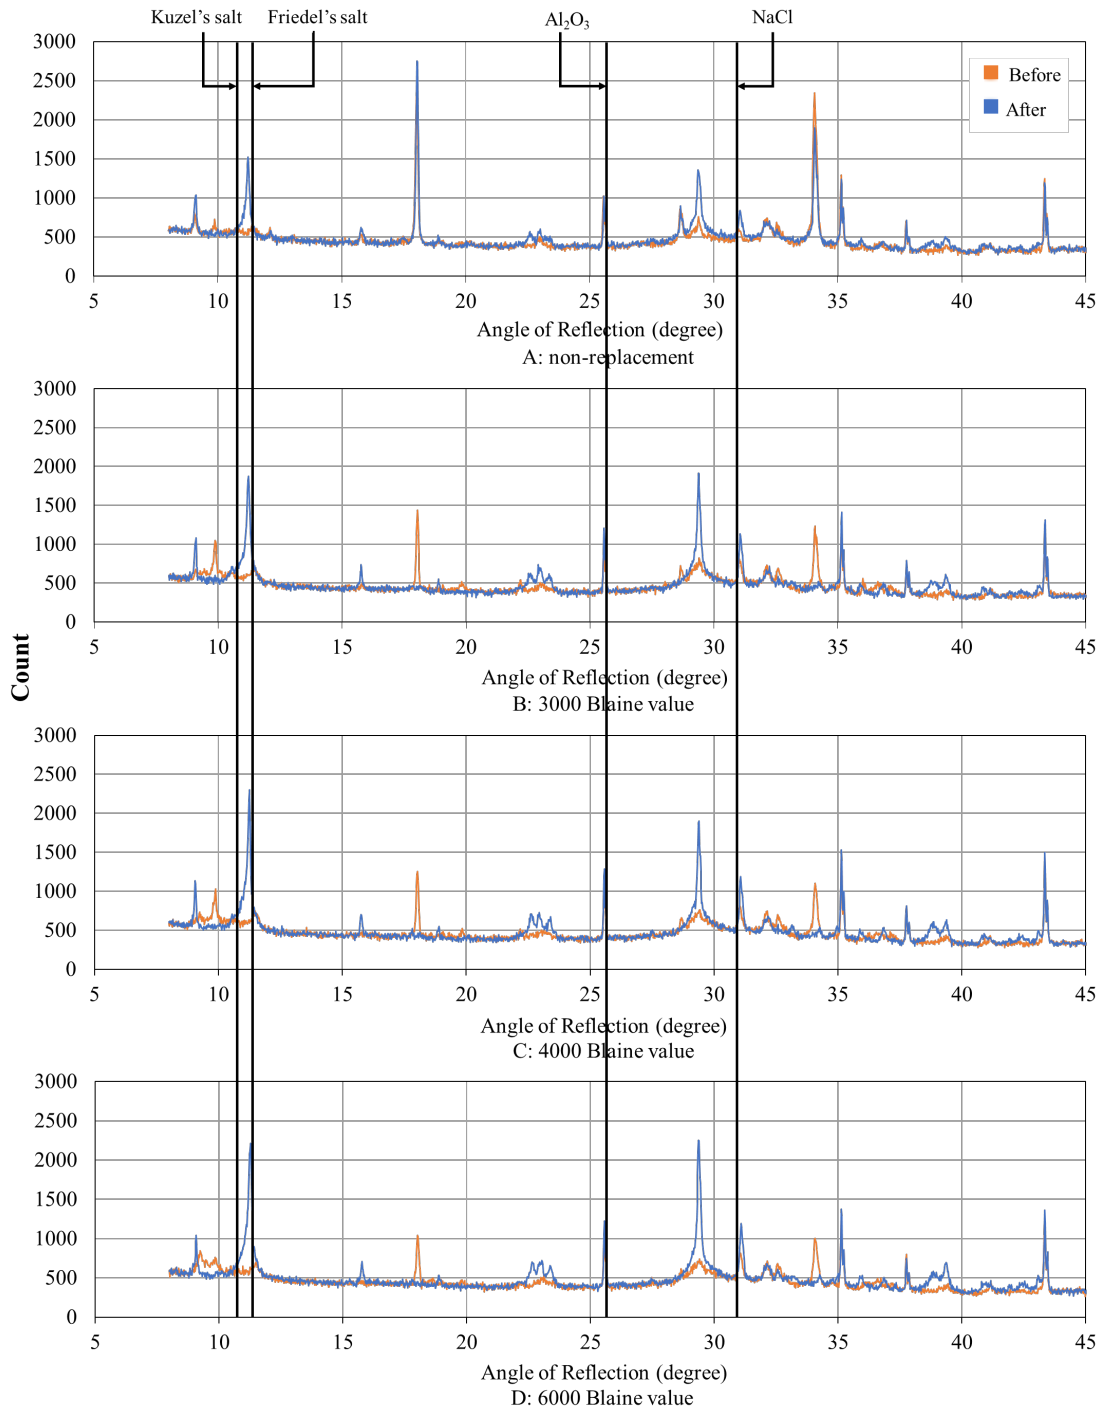 Kuzel's salt Friedel's salt Al₂O₃ NaCl
3000
Before
2500
After
2000
1500
1000
500
0
5 10 15 20 25 30 35 40 45
Angle of Reflection (degree)
A: non-replacement
3000
2500
2000
1500
1000
500
0
5 10 15 20 25 30 35 40 45
Count
Angle of Reflection (degree)
B: 3000 Blaine value
3000
2500
2000
1500
1000
500
0
5 10 15 20 25 30 35 40 45
Angle of Reflection (degree)
C: 4000 Blaine value
3000
2500
2000
1500
1000
500
0
5 10 15 20 25 30 35 40 45
Angle of Reflection (degree)
D: 6000 Blaine value